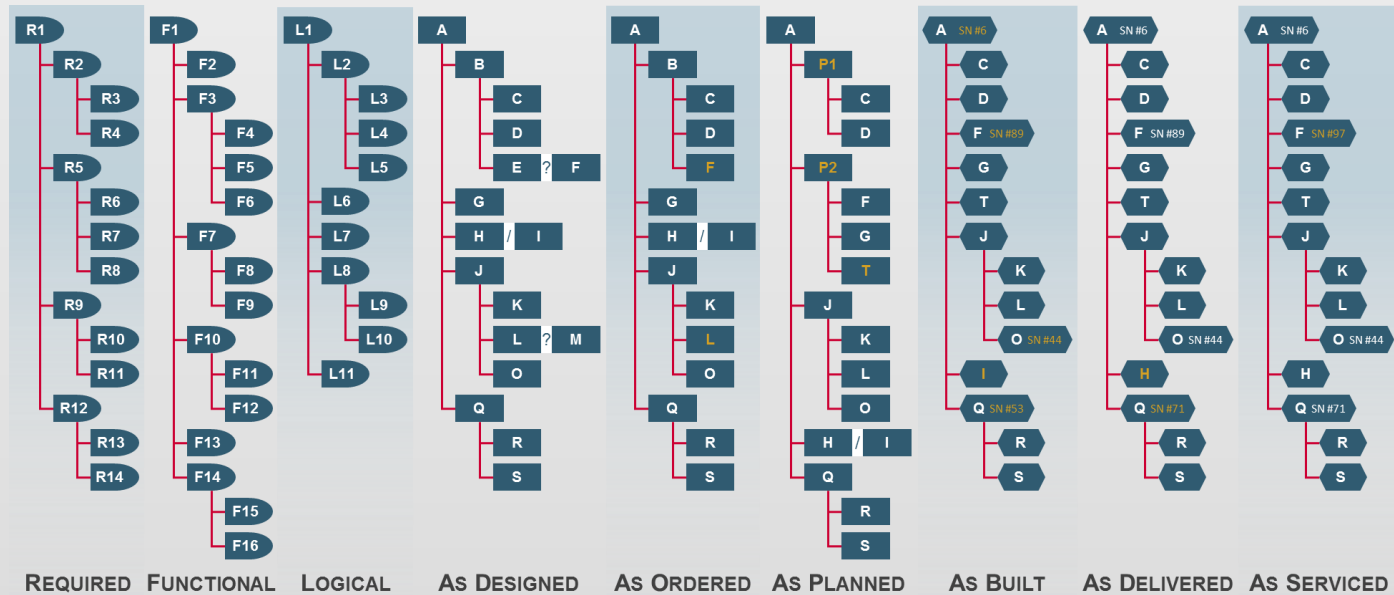 R1
R2
R3
R4
R5
R6
R7
R8
R9
R10
R11
R12
R13
R14
REQUIRED
F1
F2
F3
F4
F5
F6
F7
F8
F9
F10
F11
F12
F13
F14
F15
F16
FUNCTIONAL
L1
L2
L3
L4
L5
L6
L7
L8
L9
L10
L11
LOGICAL
A
B
C
D
E ? F
G
H / I
J
K
L ? M
O
Q
R
S
AS DESIGNED
A
B
C
D
F
G
H / I
J
K
L
O
Q
R
S
AS ORDERED
A
P1
C
D
P2
F
G
T
J
K
L
O
H / I
Q
R
S
AS PLANNED
A SN #6
C
D
F SN #89
G
T
J
K
L
O SN #44
I
Q SN #53
R
S
AS BUILT
A SN #6
C
D
F SN #89
G
T
J
K
L
O SN #44
H
Q SN #71
R
S
AS DELIVERED
A SN #6
C
D
F SN #97
G
T
J
K
L
O SN #44
H
Q SN #71
R
S
AS SERVICED